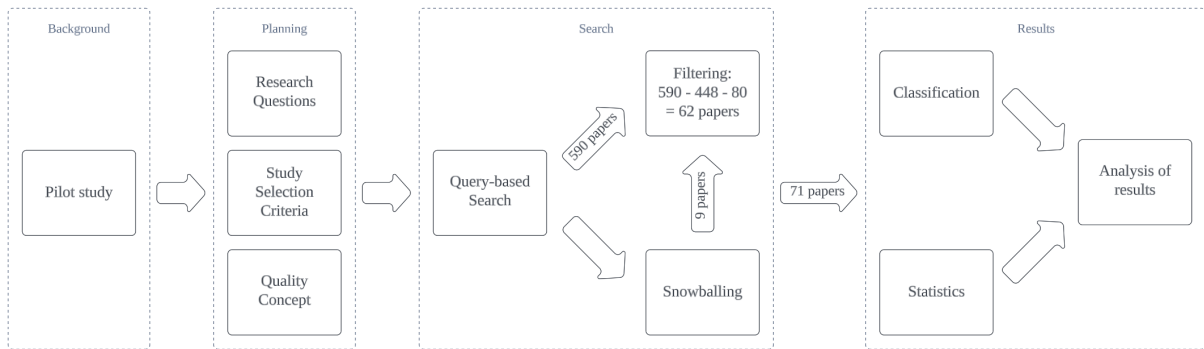 Background
Pilot study
Planning
Research
Questions
Study
Selection
Criteria
Quality
Concept
Search
Query-based
Search
590 papers
Filtering:
590 - 448 - 80
= 62 papers
9 papers
Snowballing
71 papers
Results
Classification
Statistics
Analysis of
results